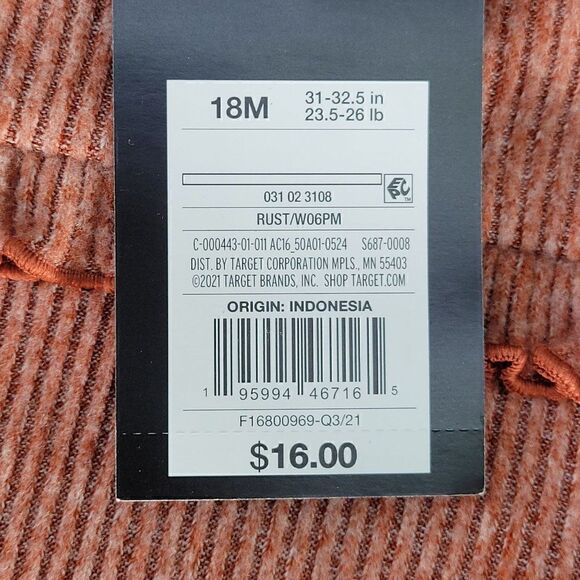 18M
31-32.5 in
23.5-26 lb
031 02 3108
EPC™
RUST/W06PM
C-000443-01-011 AC16_50A01-0524 S687-0008
DIST. BY TARGET CORPORATION MPLS., MN 55403
©2021 TARGET BRANDS, INC. SHOP TARGET.COM
ORIGIN: INDONESIA
1 95994 46716 5
F16800969-Q3/21
$16.00